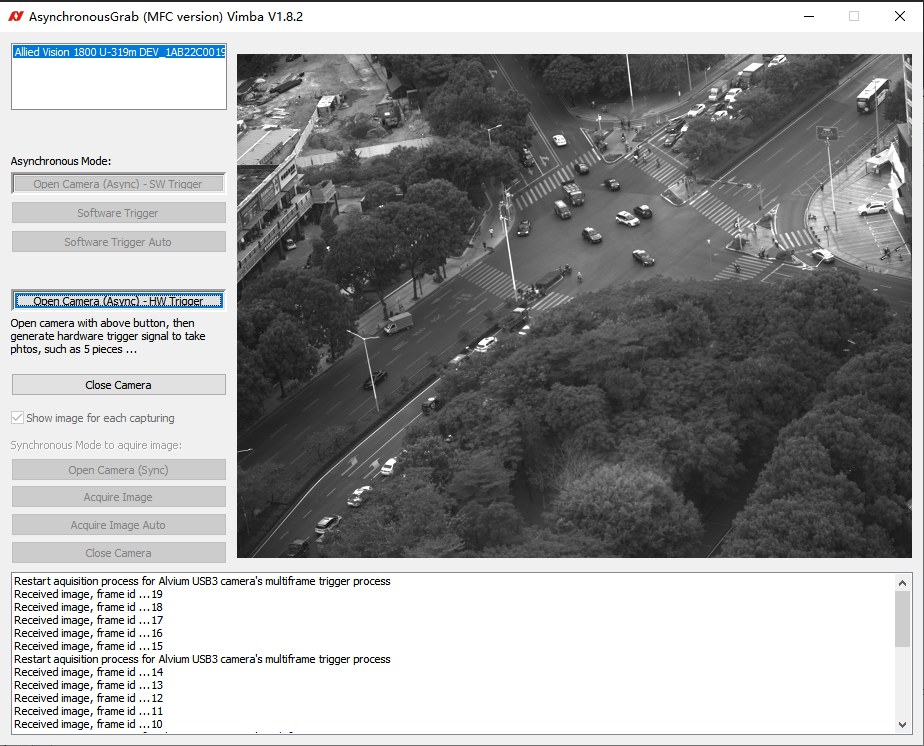 AsynchronousGrab (MFC version) Vimba V1.8.2
Allied Vision 1800 U-319m DEV_1AB22C0019
Asynchronous Mode:
Open Camera (Async) - SW Trigger
Software Trigger
Software Trigger Auto
Open Camera (Async) - HW Trigger
Open camera with above button, then
generate hardware trigger signal to take
phtos, such as 5 pieces ...
Close Camera
Show image for each capturing
Synchronous Mode to aquire image:
Open Camera (Sync)
Acquire Image
Acquire Image Auto
Close Camera
Restart aquisition process for Alvium USB3 camera's multiframe trigger process
Received image, frame id ...19
Received image, frame id ...18
Received image, frame id ...17
Received image, frame id ...16
Received image, frame id ...15
Restart aquisition process for Alvium USB3 camera's multiframe trigger process
Received image, frame id ...14
Received image, frame id ...13
Received image, frame id ...12
Received image, frame id ...11
Received image, frame id ...10